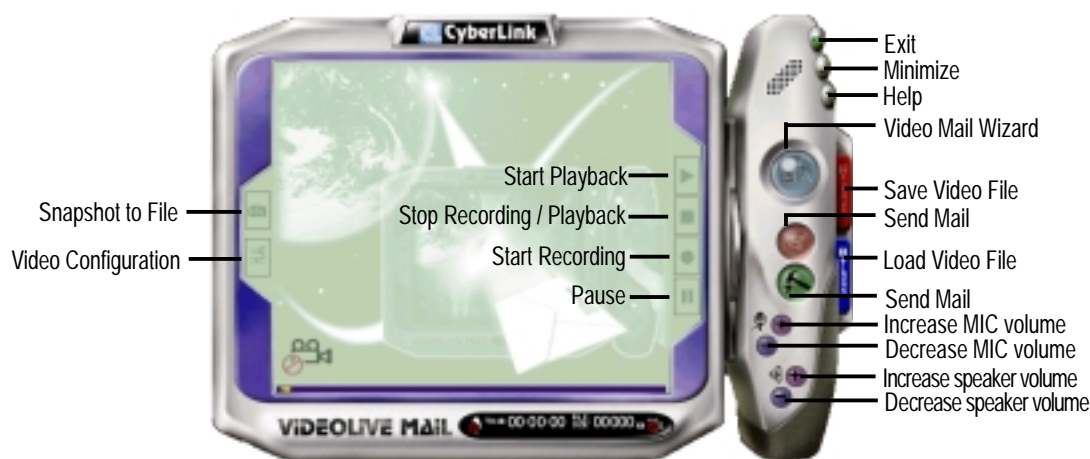 CyberLink
Exit
Minimize
Help
Video Mail Wizard
Start Playback
Save Video File
Snapshot to File
Stop Recording / Playback
Send Mail
Video Configuration
Start Recording
Load Video File
Pause
Send Mail
Increase MIC volume
Decrease MIC volume
Increase speaker volume
Decrease speaker volume
VIDEOLIVE MAIL
00:00:00
00000